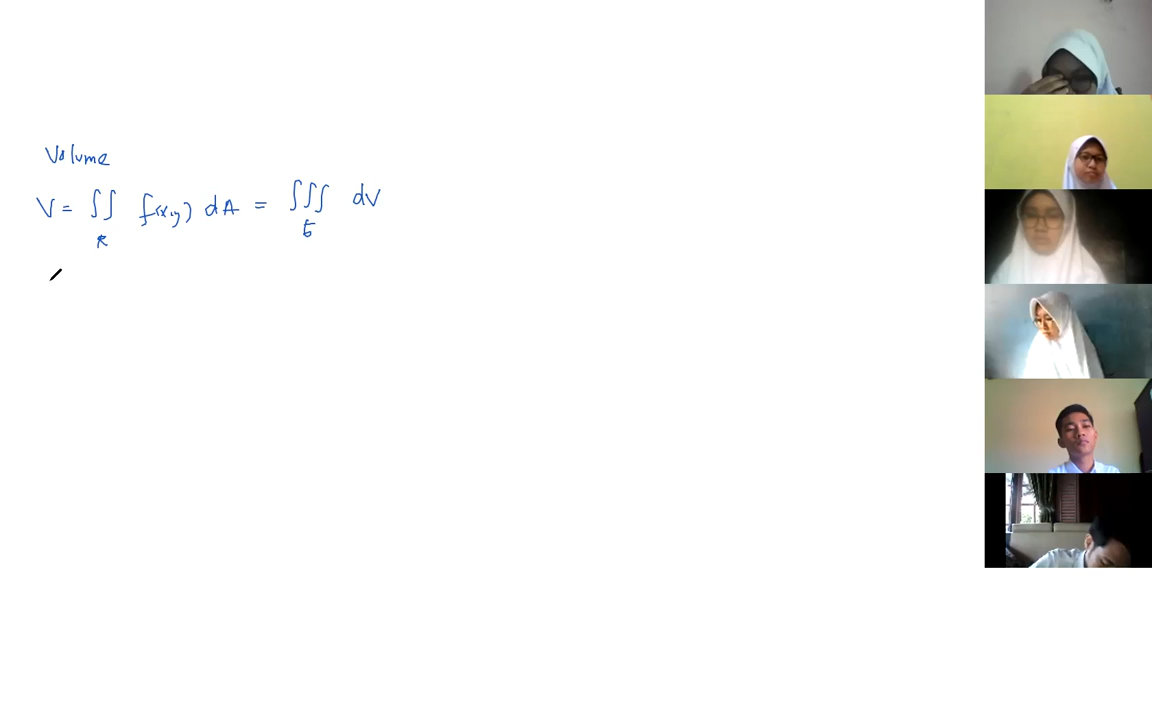 Volume
V = ∬ f(x,y) dA = ∭ dV
R E